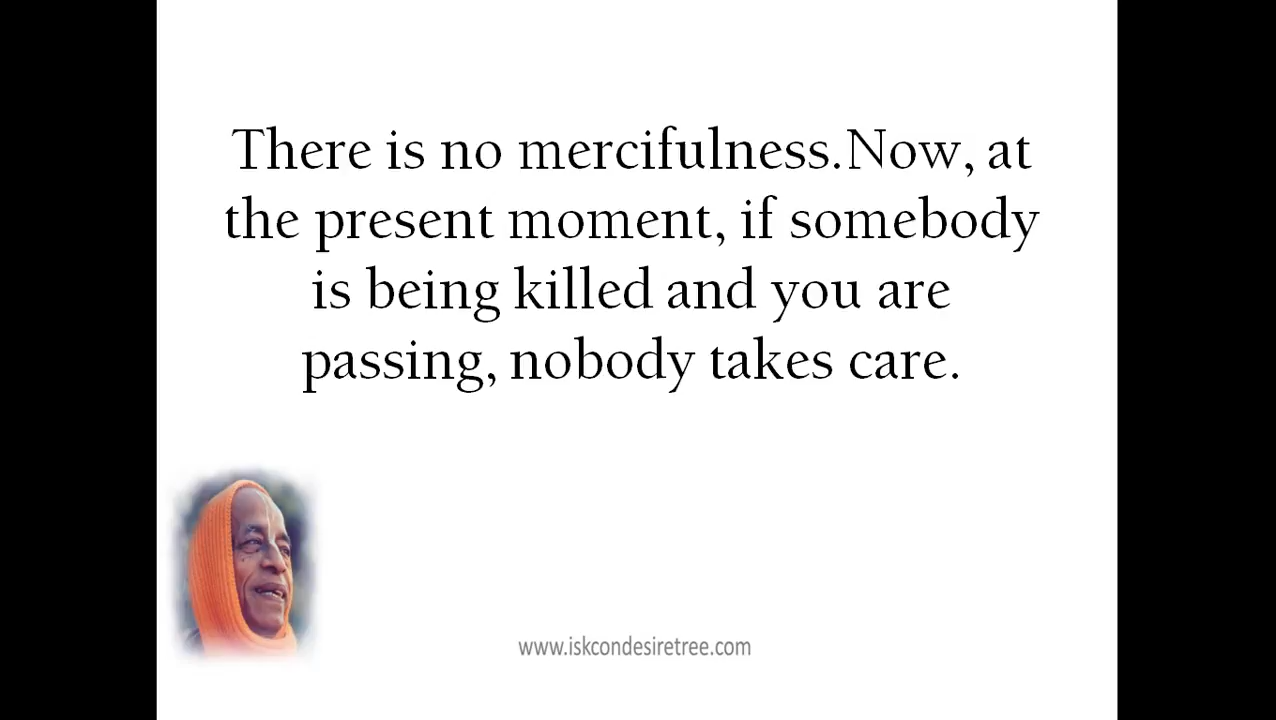 There is no mercifulness.Now, at
the present moment, if somebody
is being killed and you are
passing, nobody takes care.
www.iskcondesiretree.com